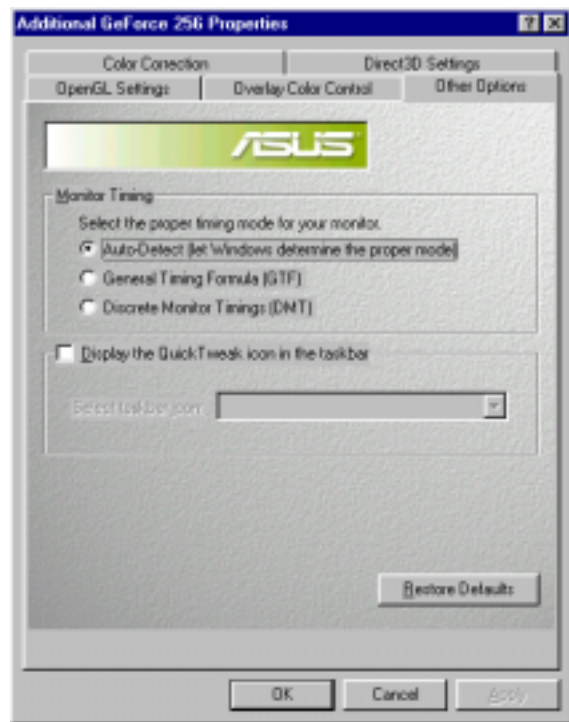 Additional GeForce 256 Properties
Color Correction
Direct3D Settings
OpenGL Settings
Overlay Color Control
Other Options
ASUS
Monitor Timing
Select the proper timing mode for your monitor.
Auto-Detect (let Windows determine the proper mode)
General Timing Formula (GTF)
Discrete Monitor Timings (DMT)
Display the QuickTweak icon in the taskbar
Select taskbar icon:
Restore Defaults
OK
Cancel
Apply